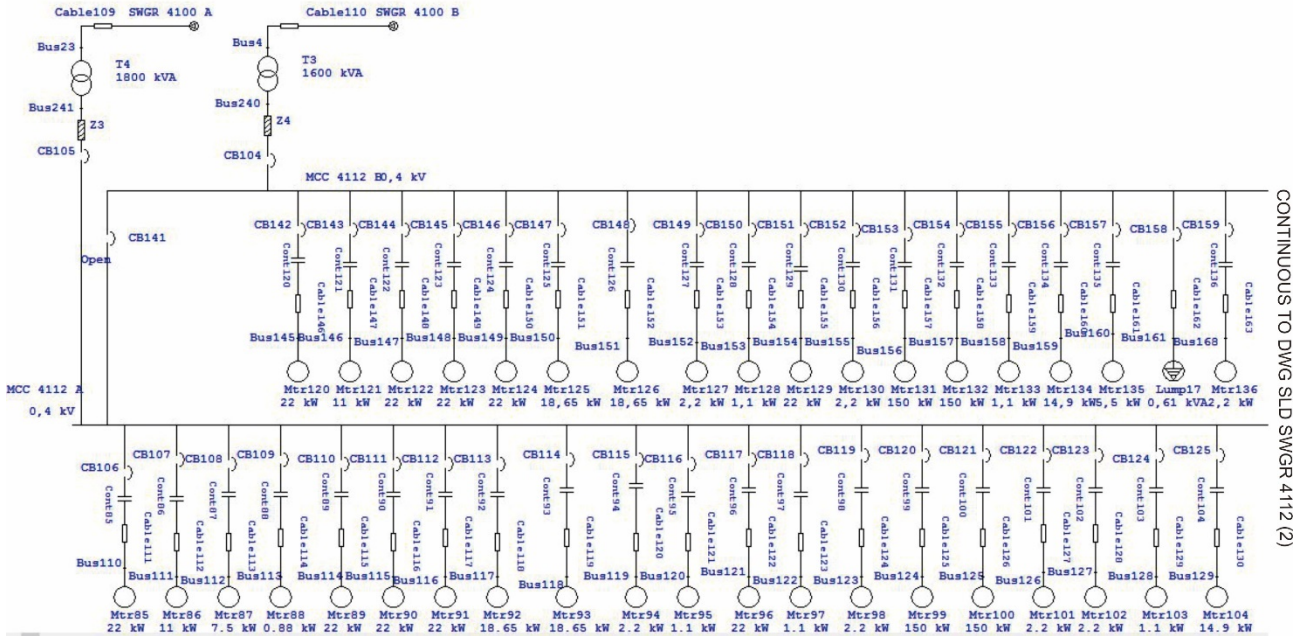 Cable109 SWGR 4100 A
Cable110 SWGR 4100 B
Bus23
Bus4
T4
1800 kVA
T3
1600 kVA
Bus241
Bus240
Z3
Z4
CB105
CB104
MCC 4112 B0,4 kV
CB141
Open
CB142 CB143 CB144 CB145 CB146 CB147 CB148 CB149 CB150 CB151 CB152 CB153 CB154 CB155 CB156 CB157 CB158 CB159
Cont120 Cont121 Cont122 Cont123 Cont124 Cont125 Cont126 Cont127 Cont128 Cont129 Cont130 Cont131 Cont132 Cont133 Cont134 Cont135 Cont136
Cable146 Cable147 Cable148 Cable149 Cable150 Cable151 Cable152 Cable153 Cable154 Cable155 Cable156 Cable157 Cable158 Cable159 Cable160 Cable161 Cable162 Cable163
Bus145 Bus146 Bus147 Bus148 Bus149 Bus150 Bus151 Bus152 Bus153 Bus154 Bus155 Bus156 Bus157 Bus158 Bus159 Bus160 Bus161 Bus168
Mtr120 Mtr121 Mtr122 Mtr123 Mtr124 Mtr125 Mtr126 Mtr127 Mtr128 Mtr129 Mtr130 Mtr131 Mtr132 Mtr133 Mtr134 Mtr135 Lump17 Mtr136
22 kW 11 kW 22 kW 22 kW 22 kW 18,65 kW 18,65 kW 2,2 kW 1,1 kW 22 kW 2,2 kW 150 kW 150 kW 1,1 kW 14,9 kW 5,5 kW 0,61 kVA 2,2 kW
MCC 4112 A
0,4 kV
CB106 CB107 CB108 CB109 CB110 CB111 CB112 CB113 CB114 CB115 CB116 CB117 CB118 CB119 CB120 CB121 CB122 CB123 CB124 CB125
Cont85 Cont86 Cont87 Cont88 Cont89 Cont90 Cont91 Cont92 Cont93 Cont94 Cont95 Cont96 Cont97 Cont98 Cont99 Cont100 Cont101 Cont102 Cont103 Cont104
Cable111 Cable112 Cable113 Cable114 Cable115 Cable116 Cable118 Cable119 Cable120 Cable121 Cable122 Cable123 Cable124 Cable125 Cable126 Cable127 Cable128 Cable129 Cable130
Bus110 Bus111 Bus112 Bus113 Bus114 Bus115 Bus116 Bus117 Bus118 Bus119 Bus120 Bus121 Bus122 Bus123 Bus124 Bus125 Bus126 Bus127 Bus128 Bus129
Mtr85 Mtr86 Mtr87 Mtr88 Mtr89 Mtr90 Mtr91 Mtr92 Mtr93 Mtr94 Mtr95 Mtr96 Mtr97 Mtr98 Mtr99 Mtr100 Mtr101 Mtr102 Mtr103 Mtr104
22 kW 11 kW 7.5 kW 0.88 kW 22 kW 22 kW 22 kW 18.65 kW 18.65 kW 2.2 kW 1.1 kW 22 kW 1.1 kW 2.2 kW 150 kW 150 kW 2.2 kW 2.2 kW 1.1 kW 14.9 kW
CONTINUOUS TO DWG SLD SWGR 4112 (2)